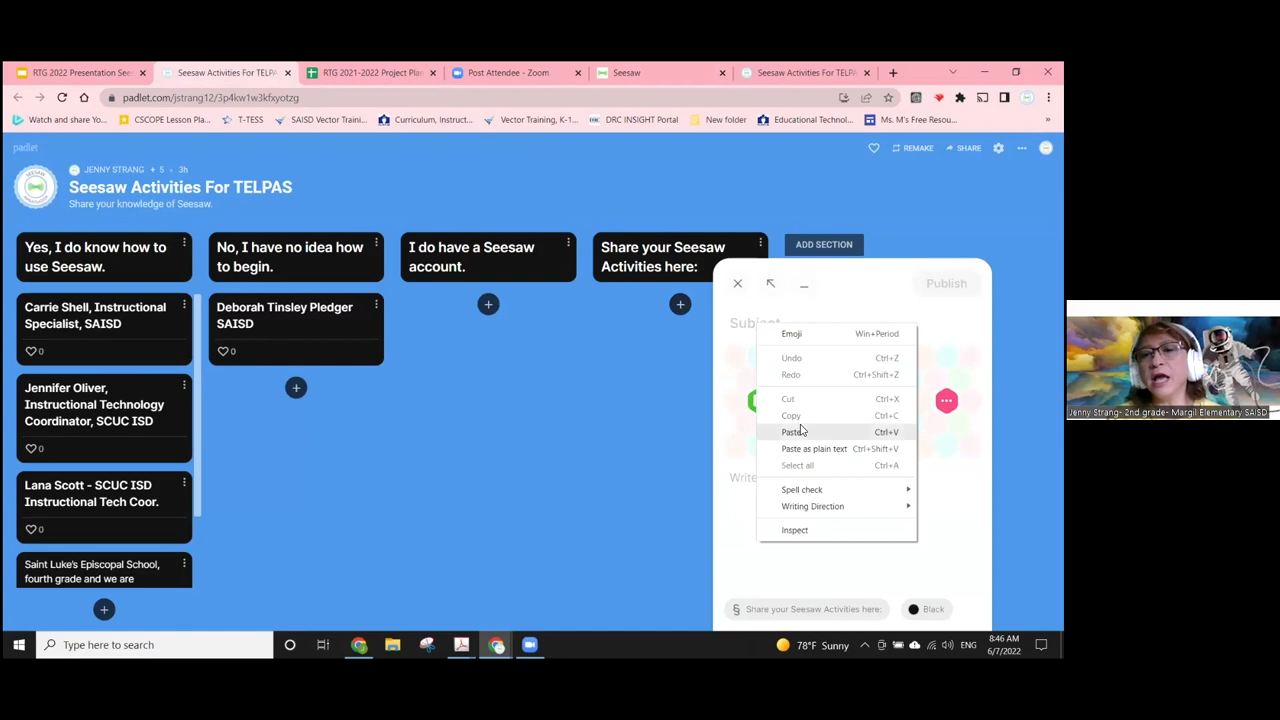 RTG 2022 Presentation Sees
Seesaw Activities For TELPA
RTG 2021-2022 Project Plan
Post Attendee - Zoom
Seesaw
Seesaw Activities For TELPA
padlet.com/jstrang12/3p4kw1w3kfxyotzg
Watch and share Yo...
CSCOPE Lesson Pla...
T-TESS
SAISD Vector Traini...
Curriculum, Instruct...
Vector Training, K-1...
DRC INSIGHT Portal
New folder
Educational Technol...
Ms. M's Free Resou...
padlet
REMAKE
SHARE
JENNY STRANG + 5 • 3h
Seesaw Activities For TELPAS
Share your knowledge of Seesaw.
Yes, I do know how to
use Seesaw.
Carrie Shell, Instructional
Specialist, SAISD
0
Jennifer Oliver,
Instructional Technology
Coordinator, SCUC ISD
0
Lana Scott - SCUC ISD
Instructional Tech Coor.
0
Saint Luke's Episcopal School,
fourth grade and we are
No, I have no idea how
to begin.
Deborah Tinsley Pledger
SAISD
0
I do have a Seesaw
account.
Share your Seesaw
Activities here:
ADD SECTION
Publish
Subject
Emoji Win+Period
Undo Ctrl+Z
Redo Ctrl+Shift+Z
Cut Ctrl+X
Copy Ctrl+C
Paste Ctrl+V
Paste as plain text Ctrl+Shift+V
Select all Ctrl+A
Spell check
Writing Direction
Inspect
Write
Share your Seesaw Activities here:
Black
Jenny Strang- 2nd grade- Margil Elementary SAISD
Type here to search
78°F Sunny
ENG
8:46 AM
6/7/2022